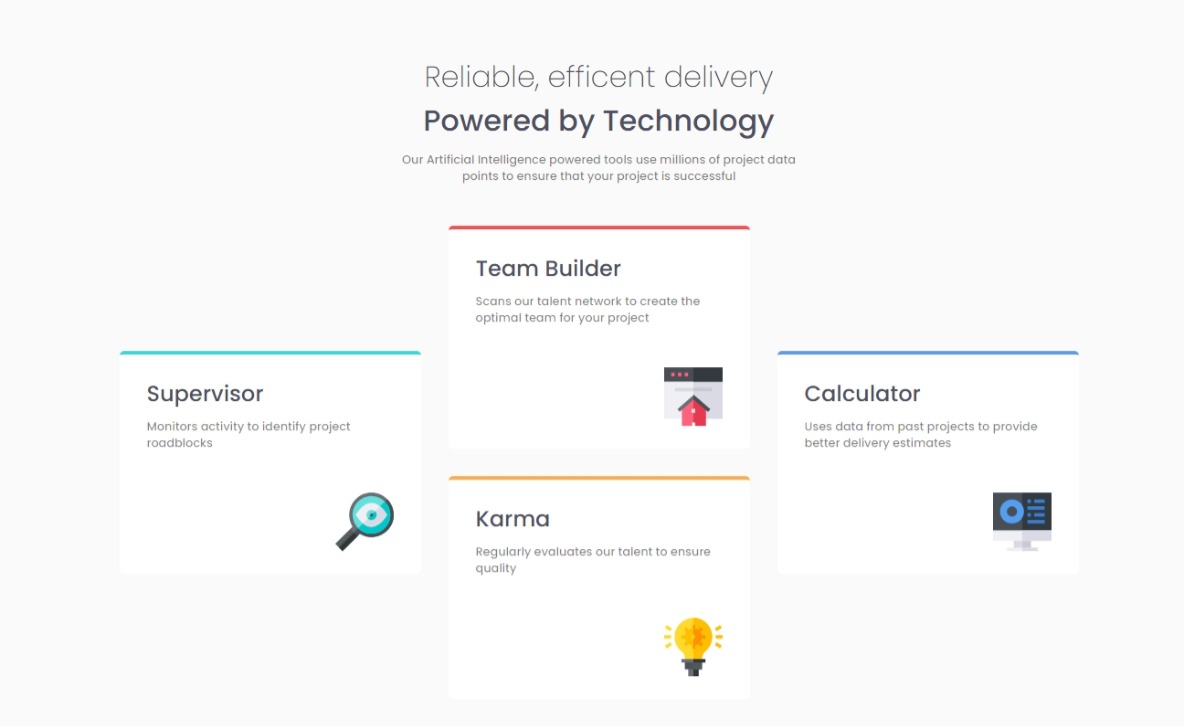 Reliable, efficent delivery
Powered by Technology
Our Artificial Intelligence powered tools use millions of project data
points to ensure that your project is successful
Team Builder
Scans our talent network to create the
optimal team for your project
Supervisor
Monitors activity to identify project
roadblocks
Calculator
Uses data from past projects to provide
better delivery estimates
Karma
Regularly evaluates our talent to ensure
quality